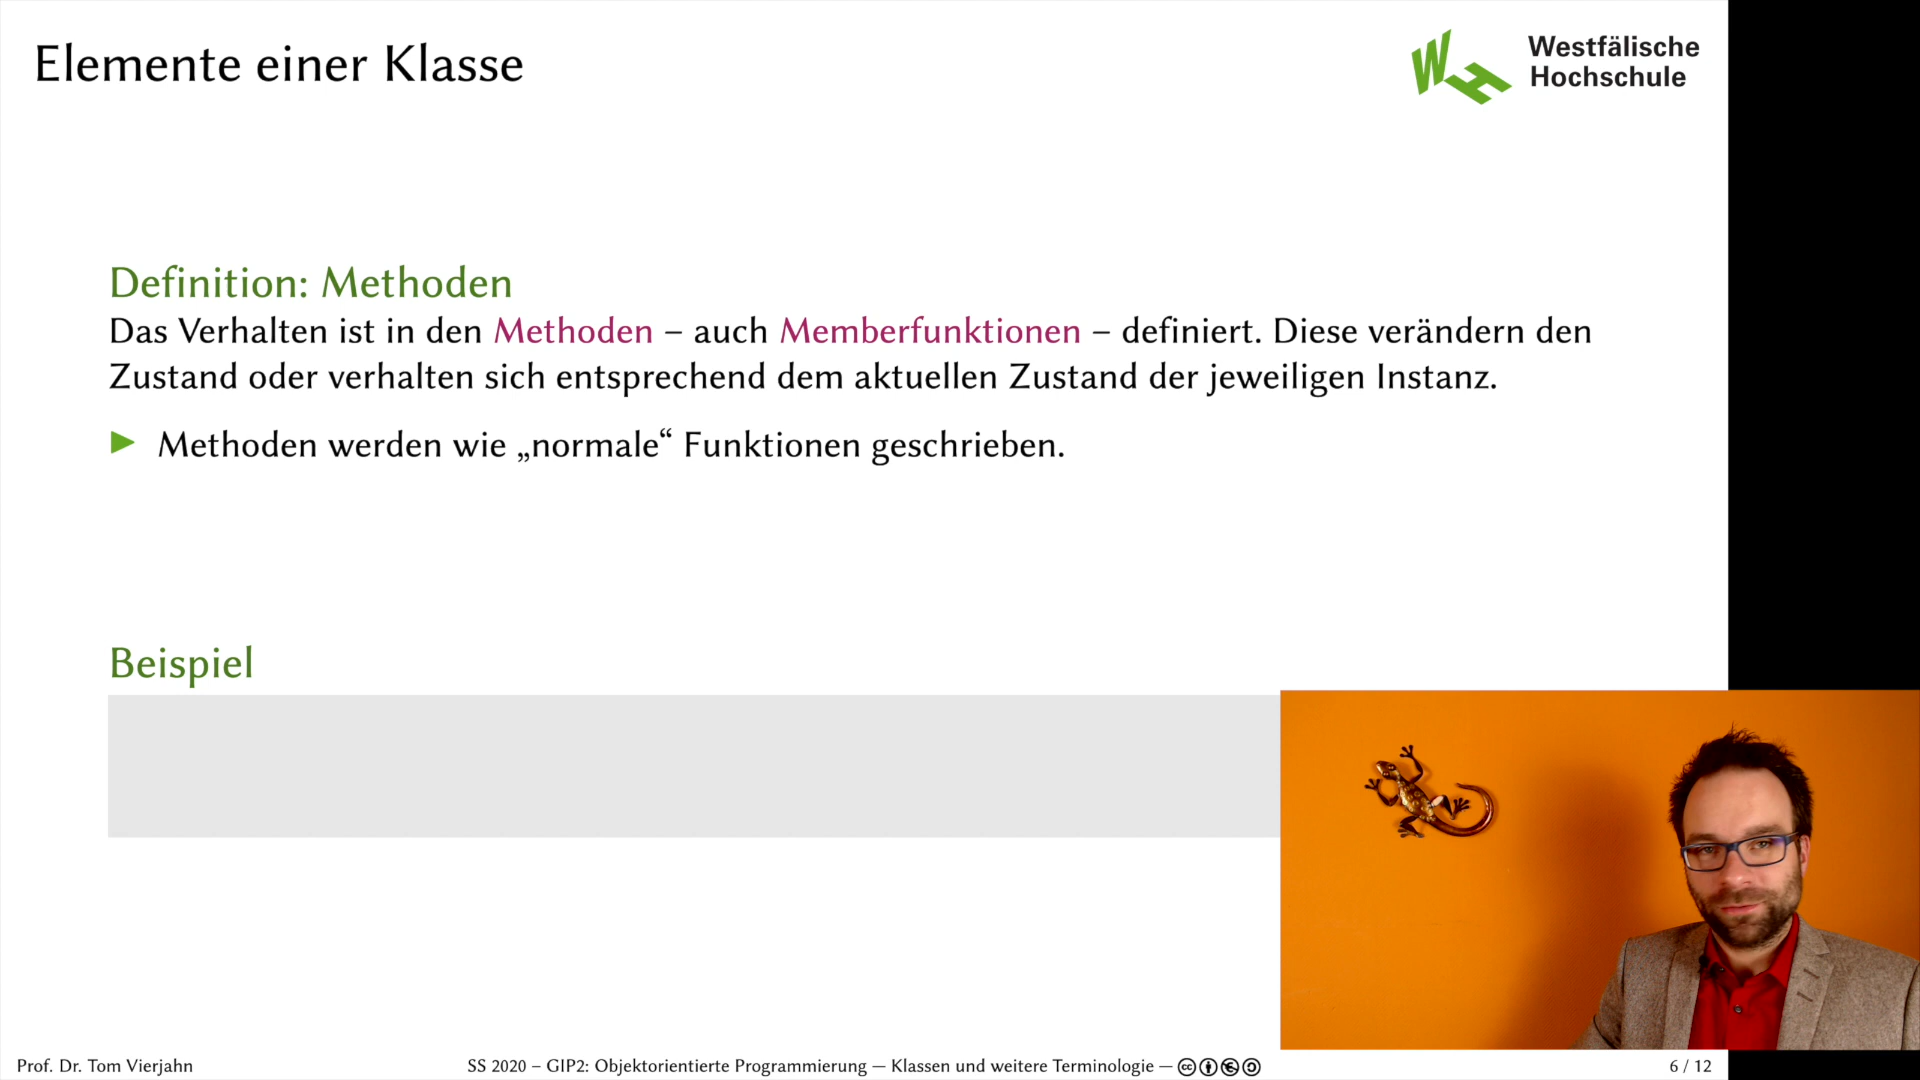 Elemente einer Klasse
Westfälische
Hochschule
Definition: Methoden
Das Verhalten ist in den Methoden – auch Memberfunktionen – definiert. Diese verändern den
Zustand oder verhalten sich entsprechend dem aktuellen Zustand der jeweiligen Instanz.
Methoden werden wie „normale“ Funktionen geschrieben.
Beispiel
Prof. Dr. Tom Vierjahn
SS 2020 – GIP2: Objektorientierte Programmierung — Klassen und weitere Terminologie —
6 / 12